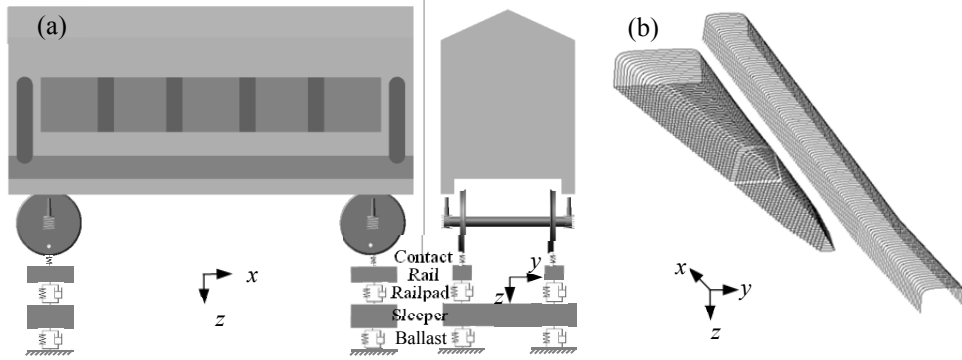 (a)
(b)
x
z
Contact
Rail
Railpad
Sleeper
Ballast
y
z
x
y
z